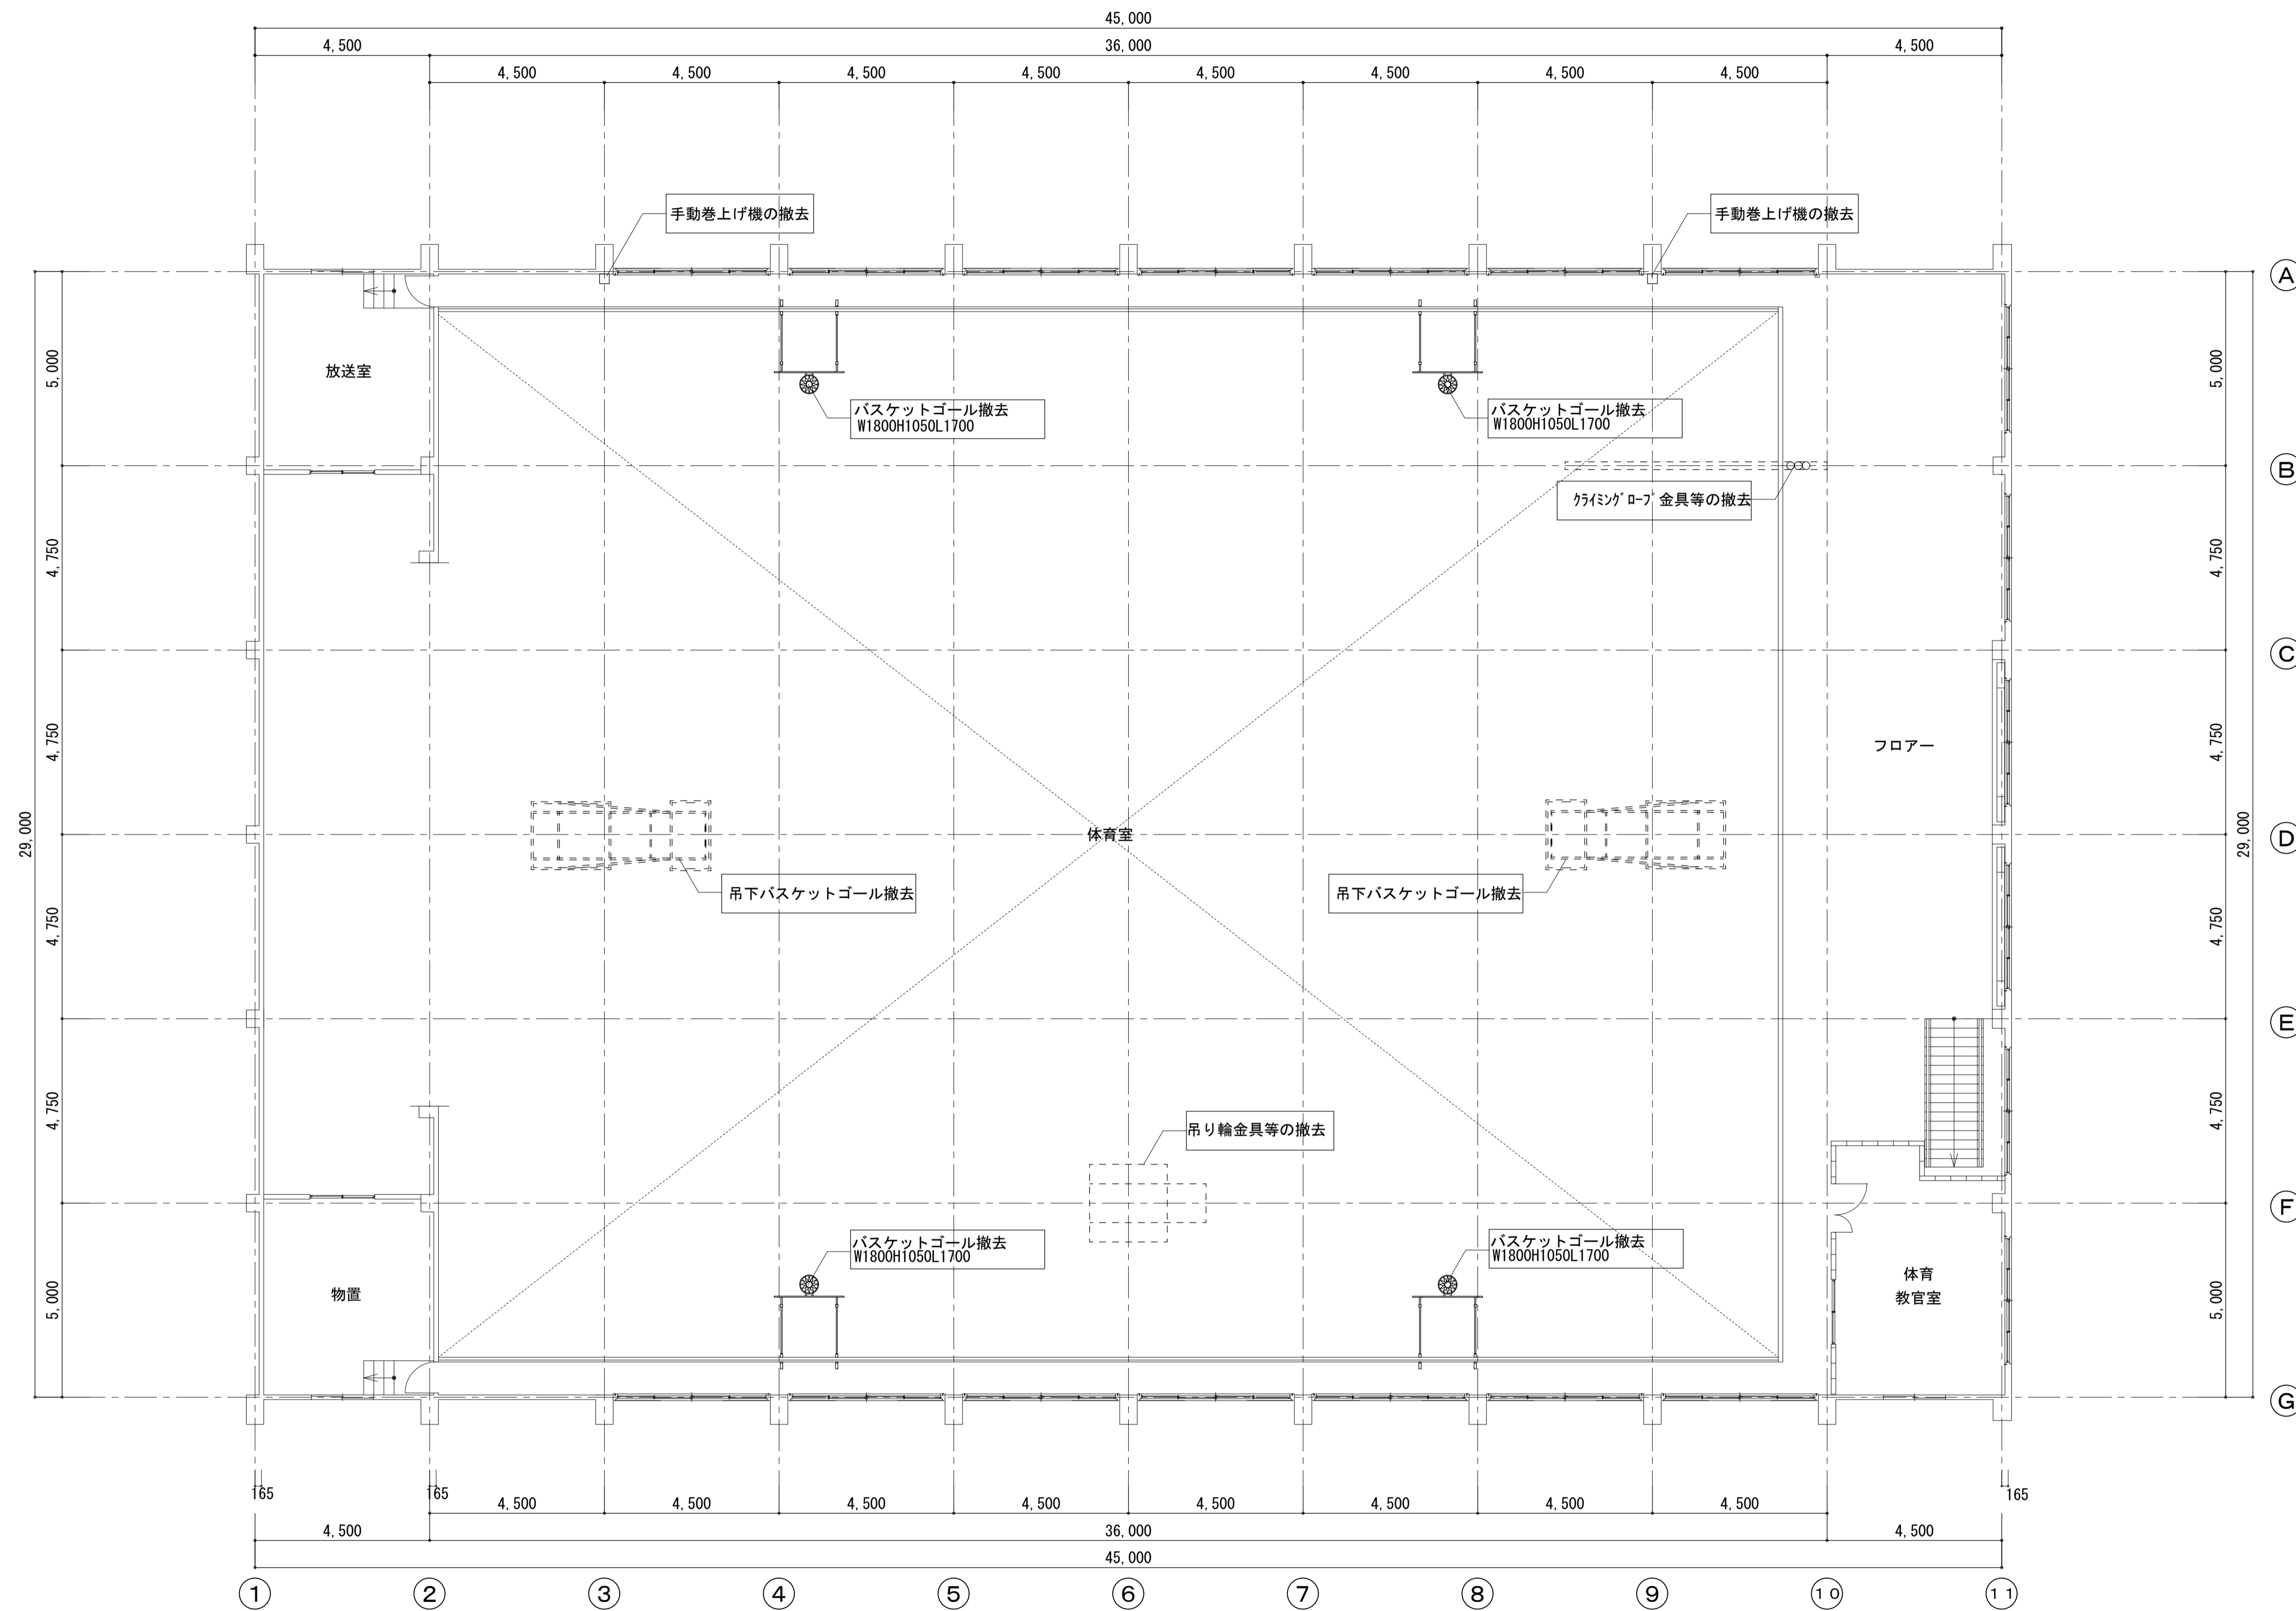 45,000
4,500
36,000
4,500
4,500
4,500
4,500
4,500
4,500
4,500
4,500
4,500
手動巻上げ機の撤去
手動巻上げ機の撤去
A
5,000
放送室
5,000
バスケットゴール撤去
W1800H1050L1700
バスケットゴール撤去
W1800H1050L1700
B
クライミングロープ金具等の撤去
4,750
4,750
C
4,750
フロアー
4,750
29,000
体育室
29,000
D
吊下バスケットゴール撤去
吊下バスケットゴール撤去
4,750
4,750
E
4,750
4,750
吊り輪金具等の撤去
F
バスケットゴール撤去
W1800H1050L1700
バスケットゴール撤去
W1800H1050L1700
5,000
物置
体育
教官室
5,000
G
165
165
165
4,500
4,500
4,500
4,500
4,500
4,500
4,500
4,500
4,500
36,000
4,500
45,000
1
2
3
4
5
6
7
8
9
10
11